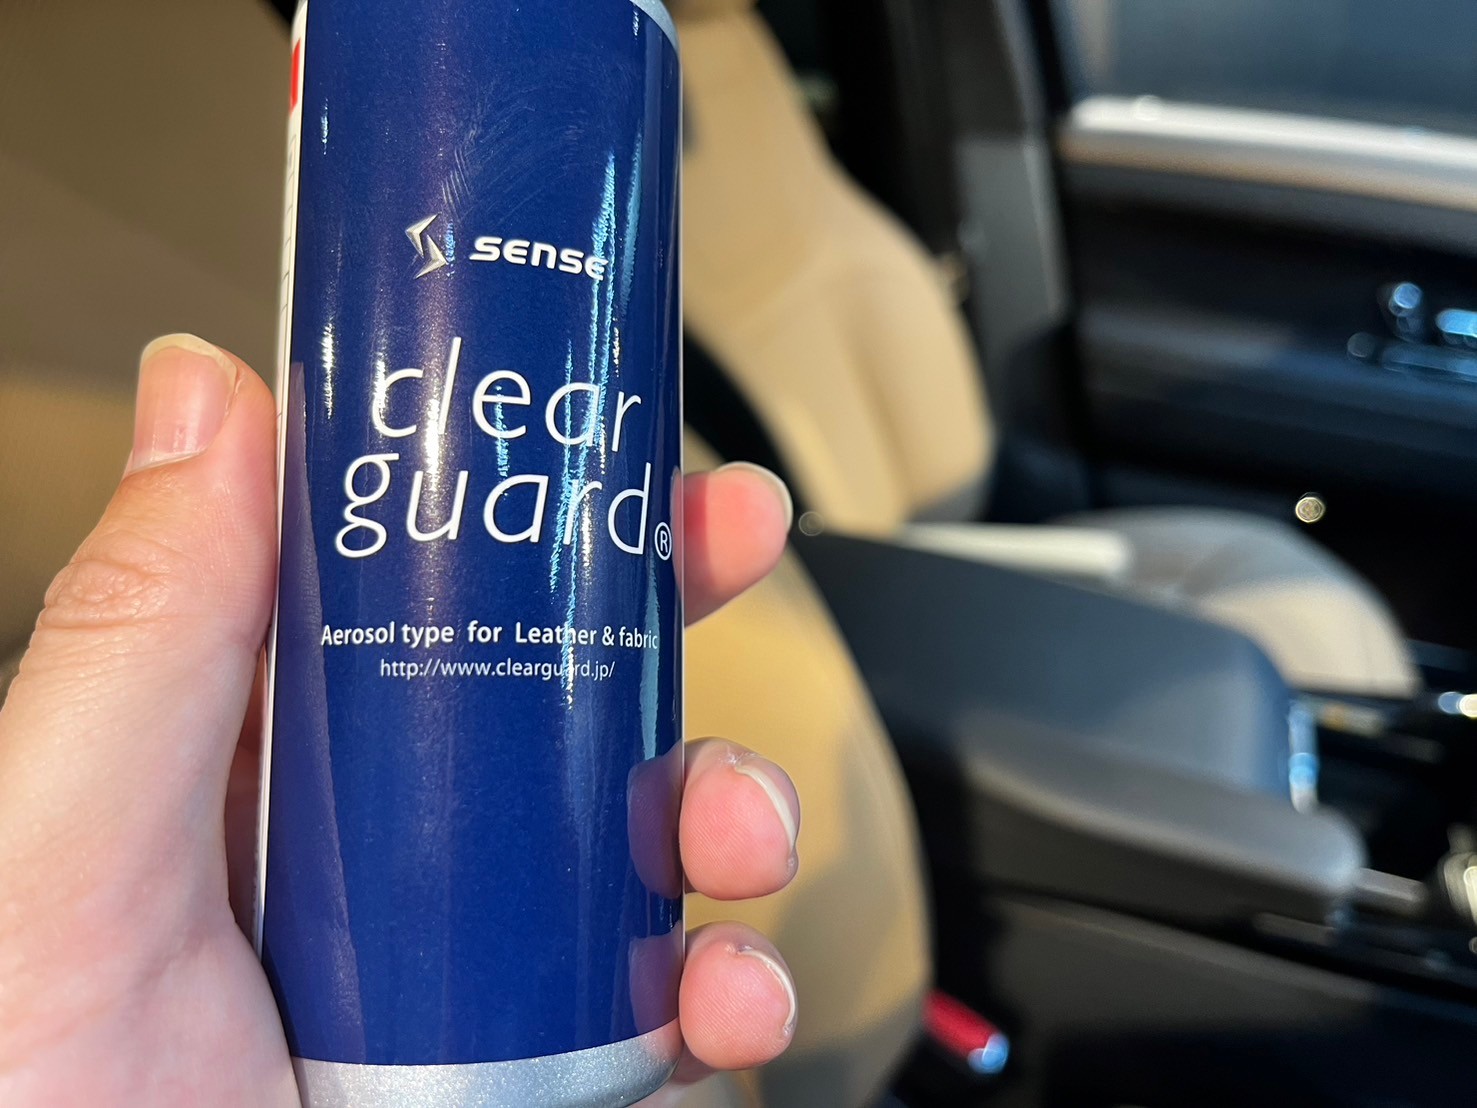 SENSE
clear
guard®
Aerosol type for Leather & fabric
http://www.clearguard.jp/